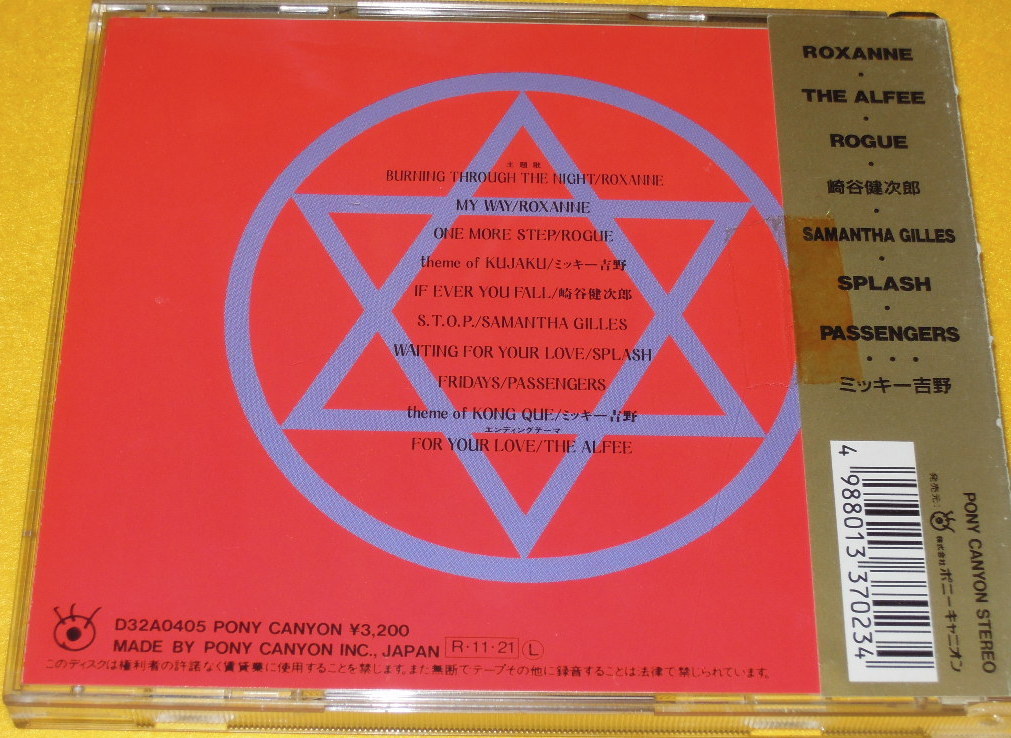 主題歌
BURNING THROUGH THE NIGHT/ROXANNE
MY WAY/ROXANNE
ONE MORE STEP/ROGUE
theme of KUJAKU/ミッキー吉野
IF EVER YOU FALL/崎谷健次郎
S.T.O.P./SAMANTHA GILLES
WAITING FOR YOUR LOVE/SPLASH
FRIDAYS/PASSENGERS
theme of KONG QUE/ミッキー吉野
エンディングテーマ
FOR YOUR LOVE/THE ALFEE
D32A0405 PONY CANYON ¥3,200
MADE BY PONY CANYON INC., JAPAN R・11・21 L
このディスクは権利者の許諾なく賃貸業に使用することを禁じます。また無断でテープその他に録音することは法律で禁じられています。
ROXANNE
・
THE ALFEE
・
ROGUE
・
崎谷健次郎
・
SAMANTHA GILLES
・
SPLASH
・
PASSENGERS
・・・
ミッキー吉野
4 988013 370234
発売元:株式会社ポニーキャニオン
PONY CANYON STEREO